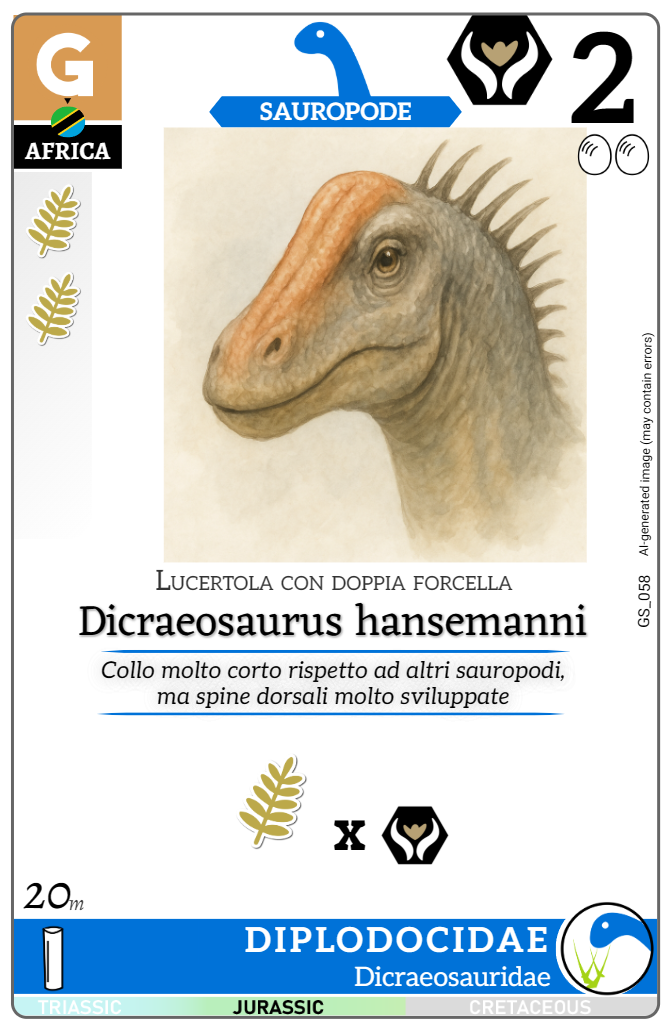 G
AFRICA
SAUROPODE
2
AI-generated image (may contain errors)
GS_058
Lucertola con doppia forcella
Dicraeosaurus hansemanni
Collo molto corto rispetto ad altri sauropodi,
ma spine dorsali molto sviluppate
x
20m
DIPLODOCIDAE
Dicraeosauridae
TRIASSIC JURASSIC CRETACEOUS